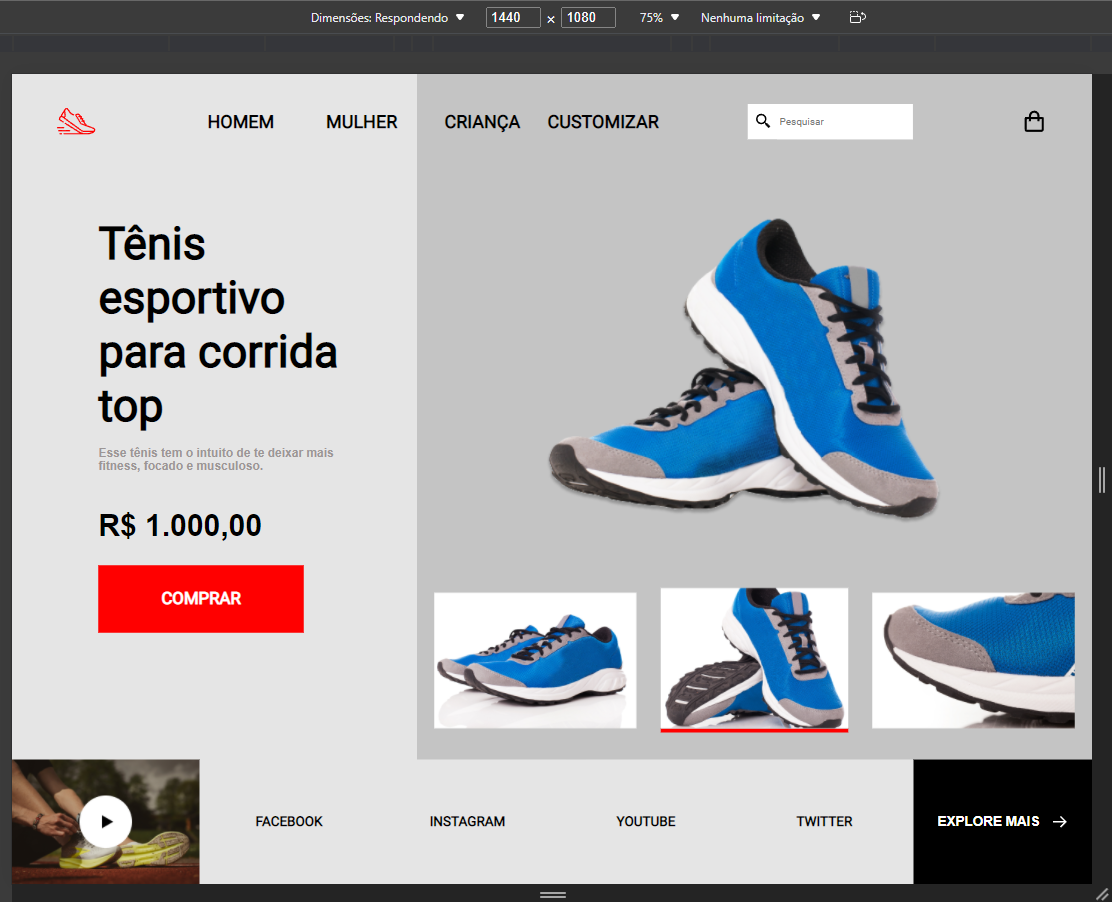 Dimensões: Respondendo 1440 × 1080 75% Nenhuma limitação
HOMEM MULHER CRIANÇA CUSTOMIZAR Pesquisar
Tênis
esportivo
para corrida
top
Esse tênis tem o intuito de te deixar mais
fitness, focado e musculoso.
R$ 1.000,00
COMPRAR
FACEBOOK INSTAGRAM YOUTUBE TWITTER EXPLORE MAIS